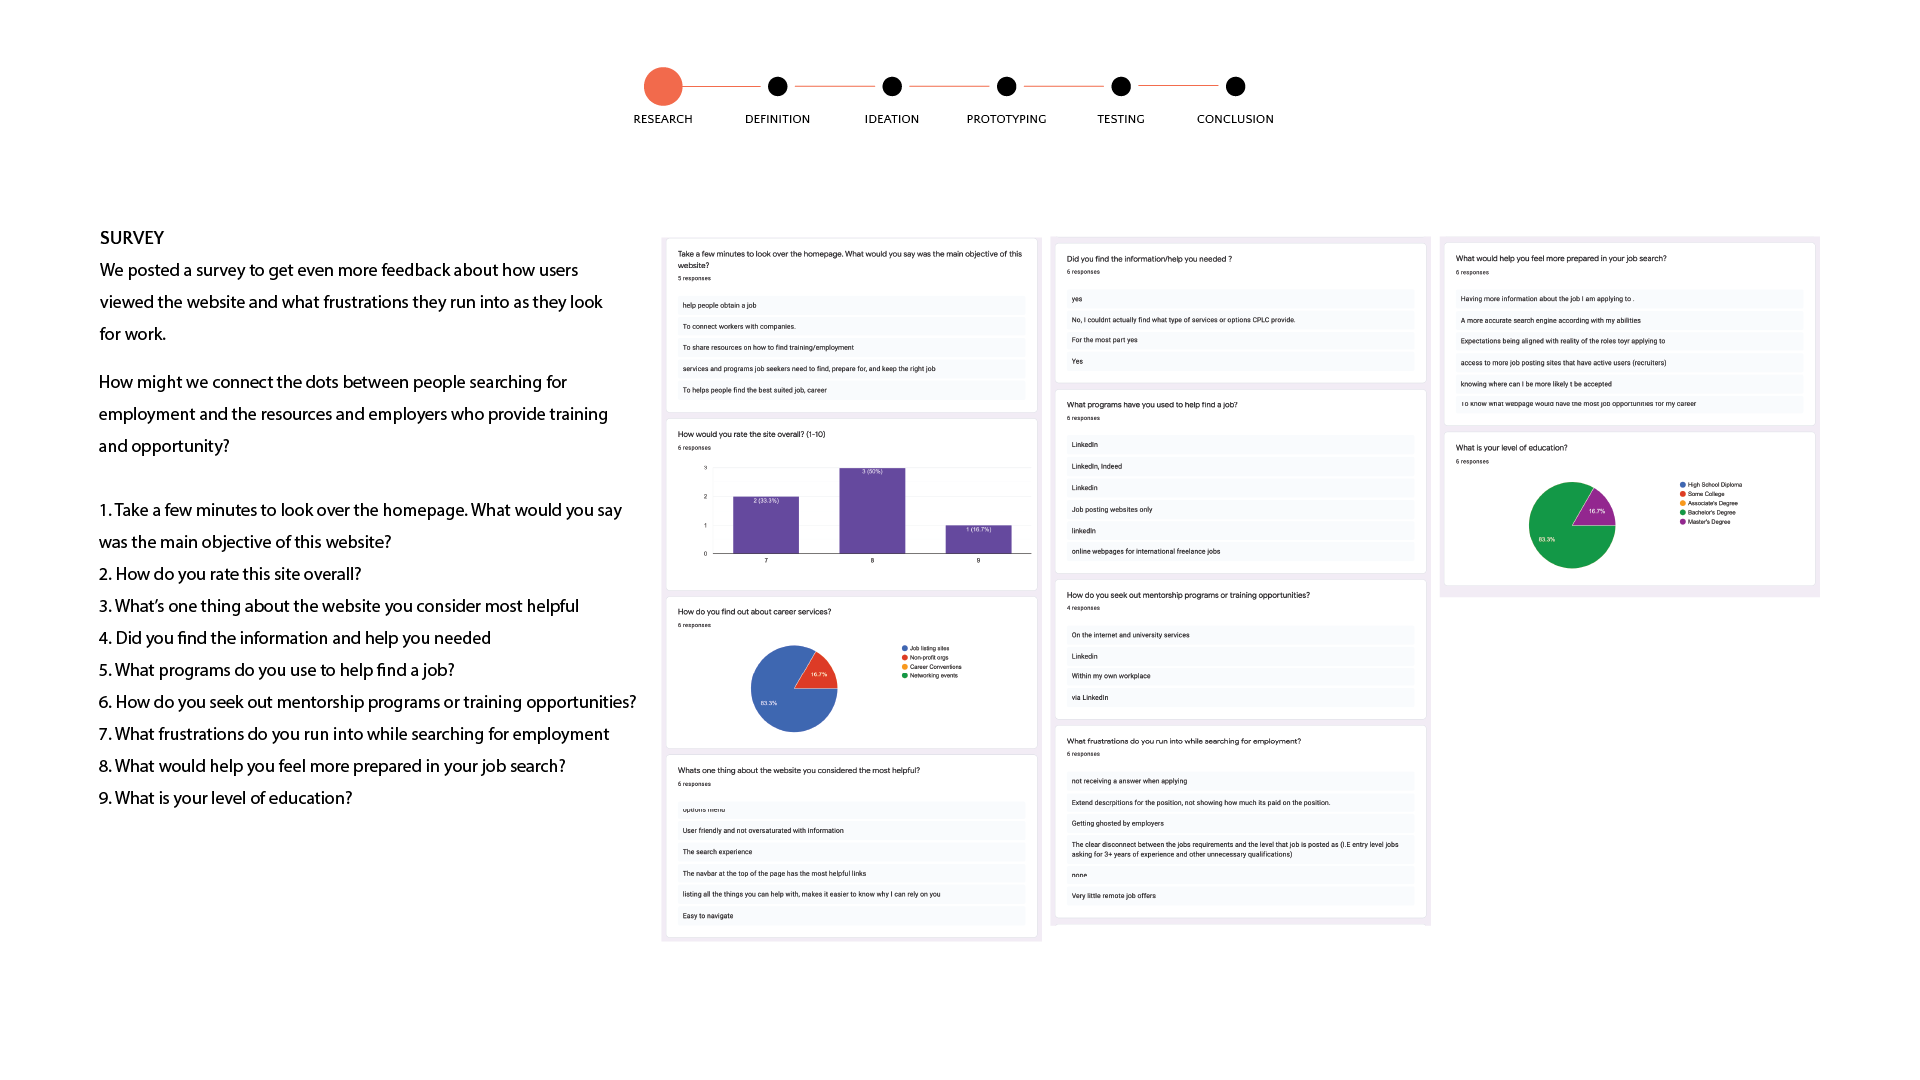 RESEARCH
DEFINITION
IDEATION
PROTOTYPING
TESTING
CONCLUSION
SURVEY
We posted a survey to get even more feedback about how users
viewed the website and what frustrations they run into as they look
for work.
How might we connect the dots between people searching for
employment and the resources and employers who provide training
and opportunity?
1. Take a few minutes to look over the homepage. What would you say
was the main objective of this website?
2. How do you rate this site overall?
3. What's one thing about the website you consider most helpful
4. Did you find the information and help you needed
5. What programs do you use to help find a job?
6. How do you seek out mentorship programs or training opportunities?
7. What frustrations do you run into while searching for employment
8. What would help you feel more prepared in your job search?
9. What is your level of education?
Take a few minutes to look over the homepage. What would you say was the main objective of this
website?
5 responses
help people obtain a job
To connect workers with companies.
To share resources on how to find training/employment
services and programs job seekers need to find, prepare for, and keep the right job
To helps people find the best suited job, career
How would you rate the site overall? (1-10)
6 responses
3
2
1
0
2 (33.3%)
3 (50%)
1 (16.7%)
7
8
9
How do you find out about career services?
6 responses
83.3%
16.7%
Job listing sites
Non-profit orgs
Career Conventions
Networking events
Whats one thing about the website you considered the most helpful?
6 responses
options menu
User friendly and not oversaturated with information
The search experience
The navbar at the top of the page has the most helpful links
listing all the things you can help with, makes it easier to know why I can rely on you
Easy to navigate
Did you find the information/help you needed ?
6 responses
yes
No, I couldnt actually find what type of services or options CPLC provide.
For the most part yes
Yes
What programs have you used to help find a job?
6 responses
LinkedIn
LinkedIn, Indeed
Linkedin
Job posting websites only
linkedIn
online webpages for international freelance jobs
How do you seek out mentorship programs or training opportunities?
4 responses
On the internet and university services
Linkedin
Within my own workplace
via LinkedIn
What frustrations do you run into while searching for employment?
6 responses
not receiving a answer when applying
Extend descrpitions for the position, not showing how much its paid on the position.
Getting ghosted by employers
The clear disconnect between the jobs requirements and the level that job is posted as (I.E entry level jobs
asking for 3+ years of experience and other unnecessary qualifications)
none
Very little remote job offers
What would help you feel more prepared in your job search?
6 responses
Having more information about the job I am applying to .
A more accurate search engine according with my abilities
Expectations being aligned with reality of the roles toyr applying to
access to more job posting sites that have active users (recruiters)
knowing where can I be more likely t be accepted
To know what webpage would have the most job opportunities for my career
What is your level of education?
6 responses
83.3%
16.7%
High School Diploma
Some College
Associate's Degree
Bachelor's Degree
Master's Degree